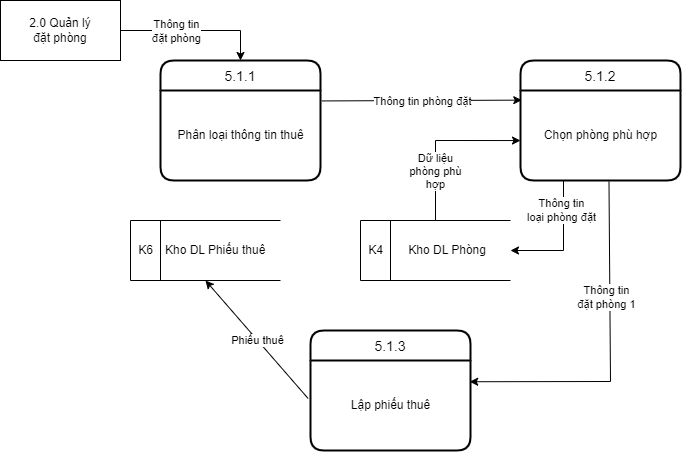 2.0 Quản lý
đặt phòng
Thông tin
đặt phòng
5.1.1
Phân loại thông tin thuê
Thông tin phòng đặt
5.1.2
Chọn phòng phù hợp
Dữ liệu
phòng phù
hợp
Thông tin
loại phòng đặt
K6
Kho DL Phiếu thuê
K4
Kho DL Phòng
Thông tin
đặt phòng 1
Phiếu thuê
5.1.3
Lập phiếu thuê